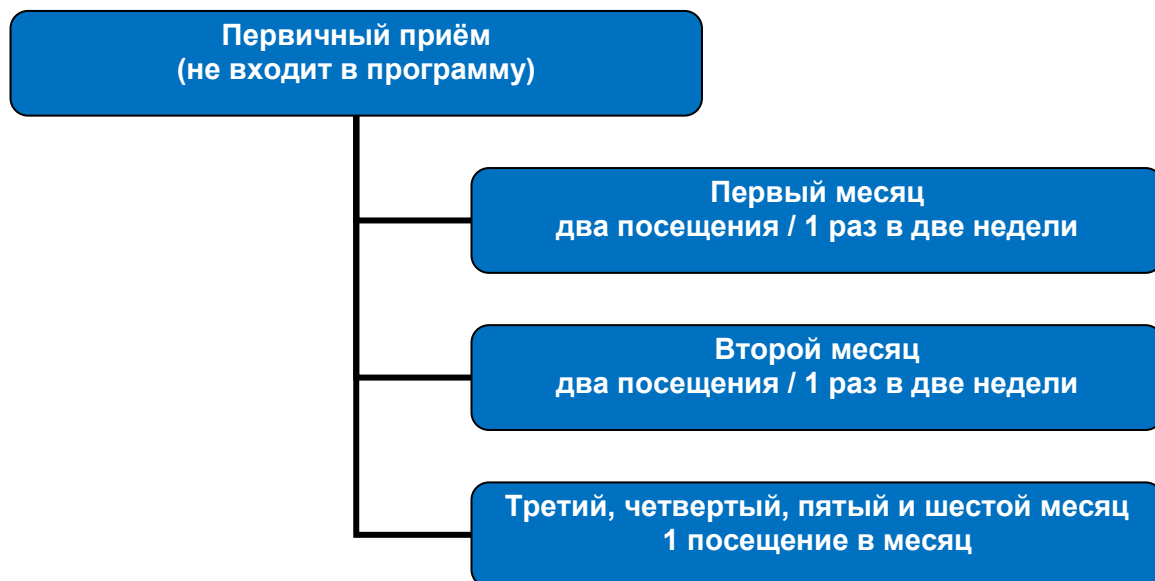 Первичный приём
(не входит в программу)
Первый месяц
два посещения / 1 раз в две недели
Второй месяц
два посещения / 1 раз в две недели
Третий, четвертый, пятый и шестой месяц
1 посещение в месяц